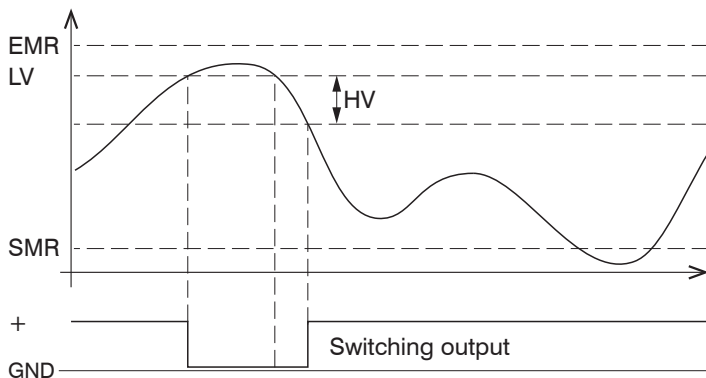 EMR
LV
HV
SMR
+
Switching output
GND